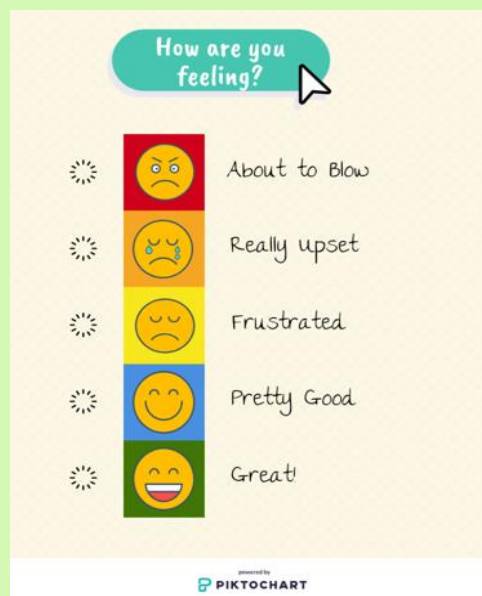 How are you
feeling?
About to Blow
Really upset
Frustrated
Pretty Good
Great!
powered by
PIKTOCHART